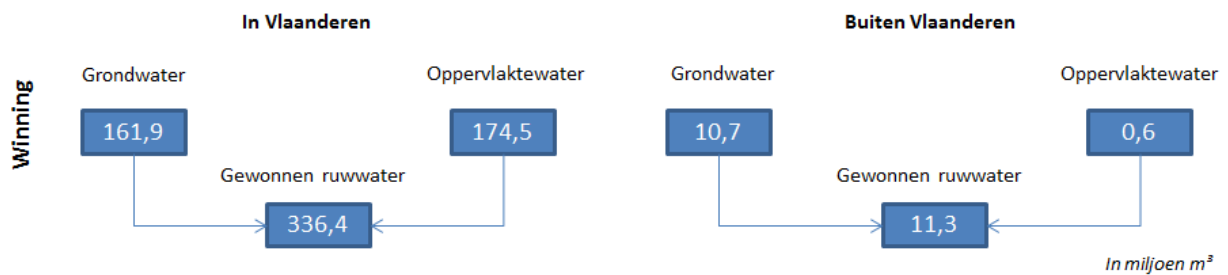 In Vlaanderen
Buiten Vlaanderen
Winning
Grondwater
Oppervlaktewater
Grondwater
Oppervlaktewater
161,9
174,5
10,7
0,6
Gewonnen ruwwater
Gewonnen ruwwater
336,4
11,3
In miljoen m³